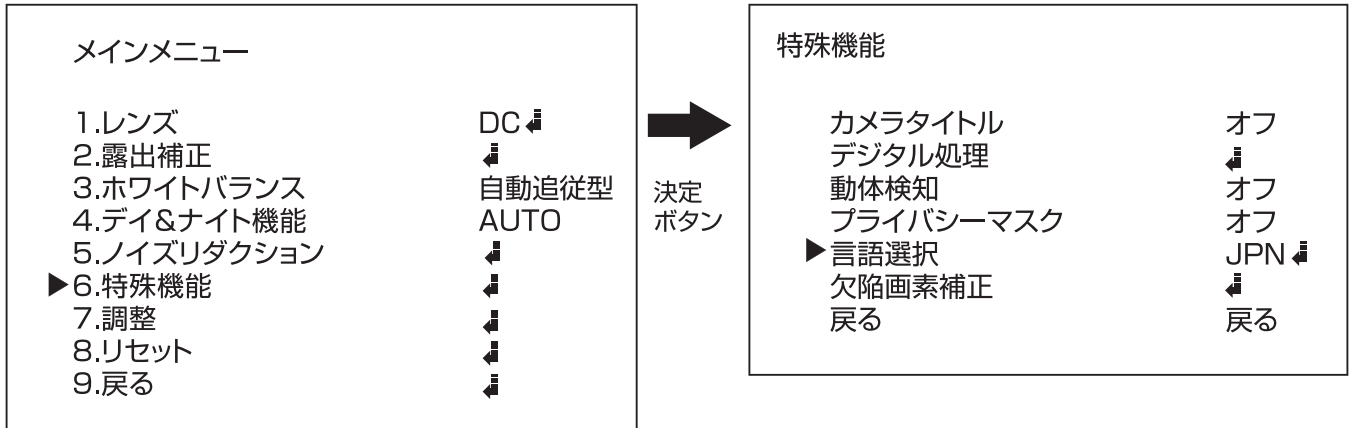 メインメニュー
1.レンズ DC
2.露出補正
3.ホワイトバランス 自動追従型
4.デイ&ナイト機能 AUTO
5.ノイズリダクション
▶6.特殊機能
7.調整
8.リセット
9.戻る
決定
ボタン
特殊機能
カメラタイトル オフ
デジタル処理
動体検知 オフ
プライバシーマスク オフ
▶言語選択 JPN
欠陥画素補正
戻る 戻る